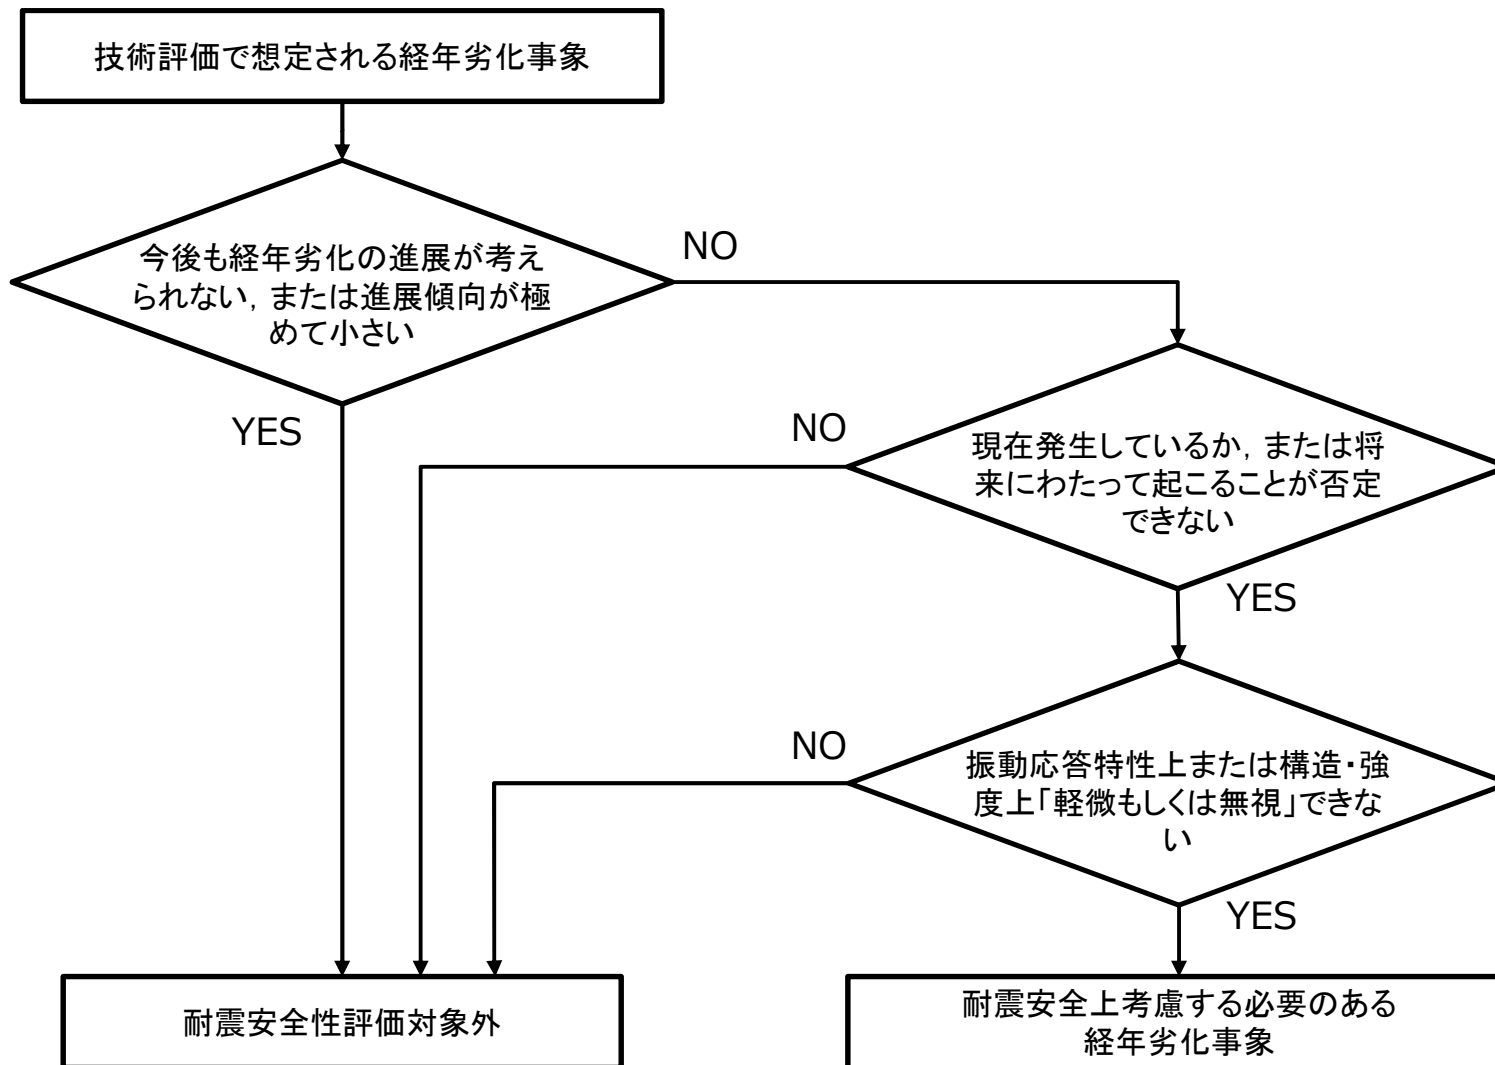 技術評価で想定される経年劣化事象
今後も経年劣化の進展が考え
られない，または進展傾向が極
めて小さい
NO
YES
NO
現在発生しているか，または将
来にわたって起こることが否定
できない
YES
NO
振動応答特性上または構造・強
度上「軽微もしくは無視」できな
い
YES
耐震安全性評価対象外
耐震安全上考慮する必要のある
経年劣化事象